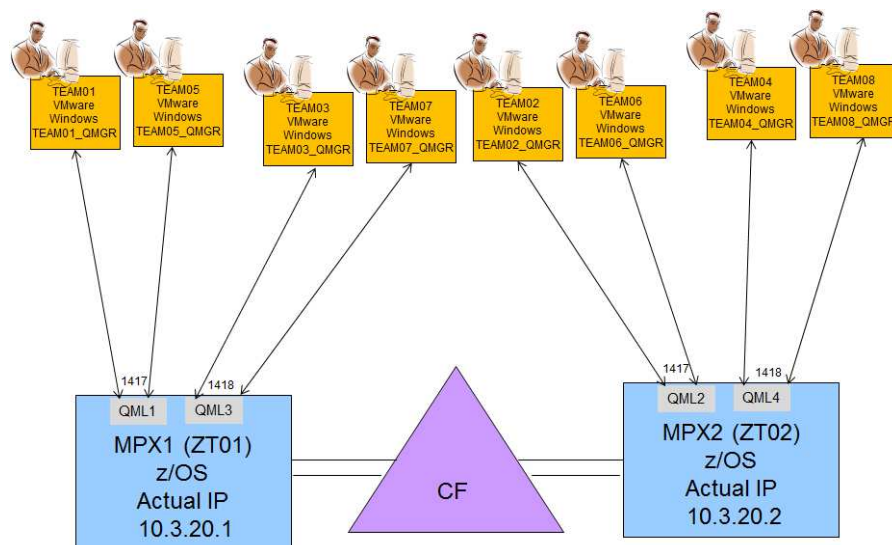 TEAM01
VMware
Windows
TEAM01_QMGR
TEAM05
VMware
Windows
TEAM05_QMGR
TEAM03
VMware
Windows
TEAM03_QMGR
TEAM07
VMware
Windows
TEAM07_QMGR
TEAM02
VMware
Windows
TEAM02_QMGR
TEAM06
VMware
Windows
TEAM06_QMGR
TEAM04
VMware
Windows
TEAM04_QMGR
TEAM08
VMware
Windows
TEAM08_QMGR
1417
1418
QML1
QML3
MPX1 (ZT01)
z/OS
Actual IP
10.3.20.1
CF
1417
1418
QML2
QML4
MPX2 (ZT02)
z/OS
Actual IP
10.3.20.2